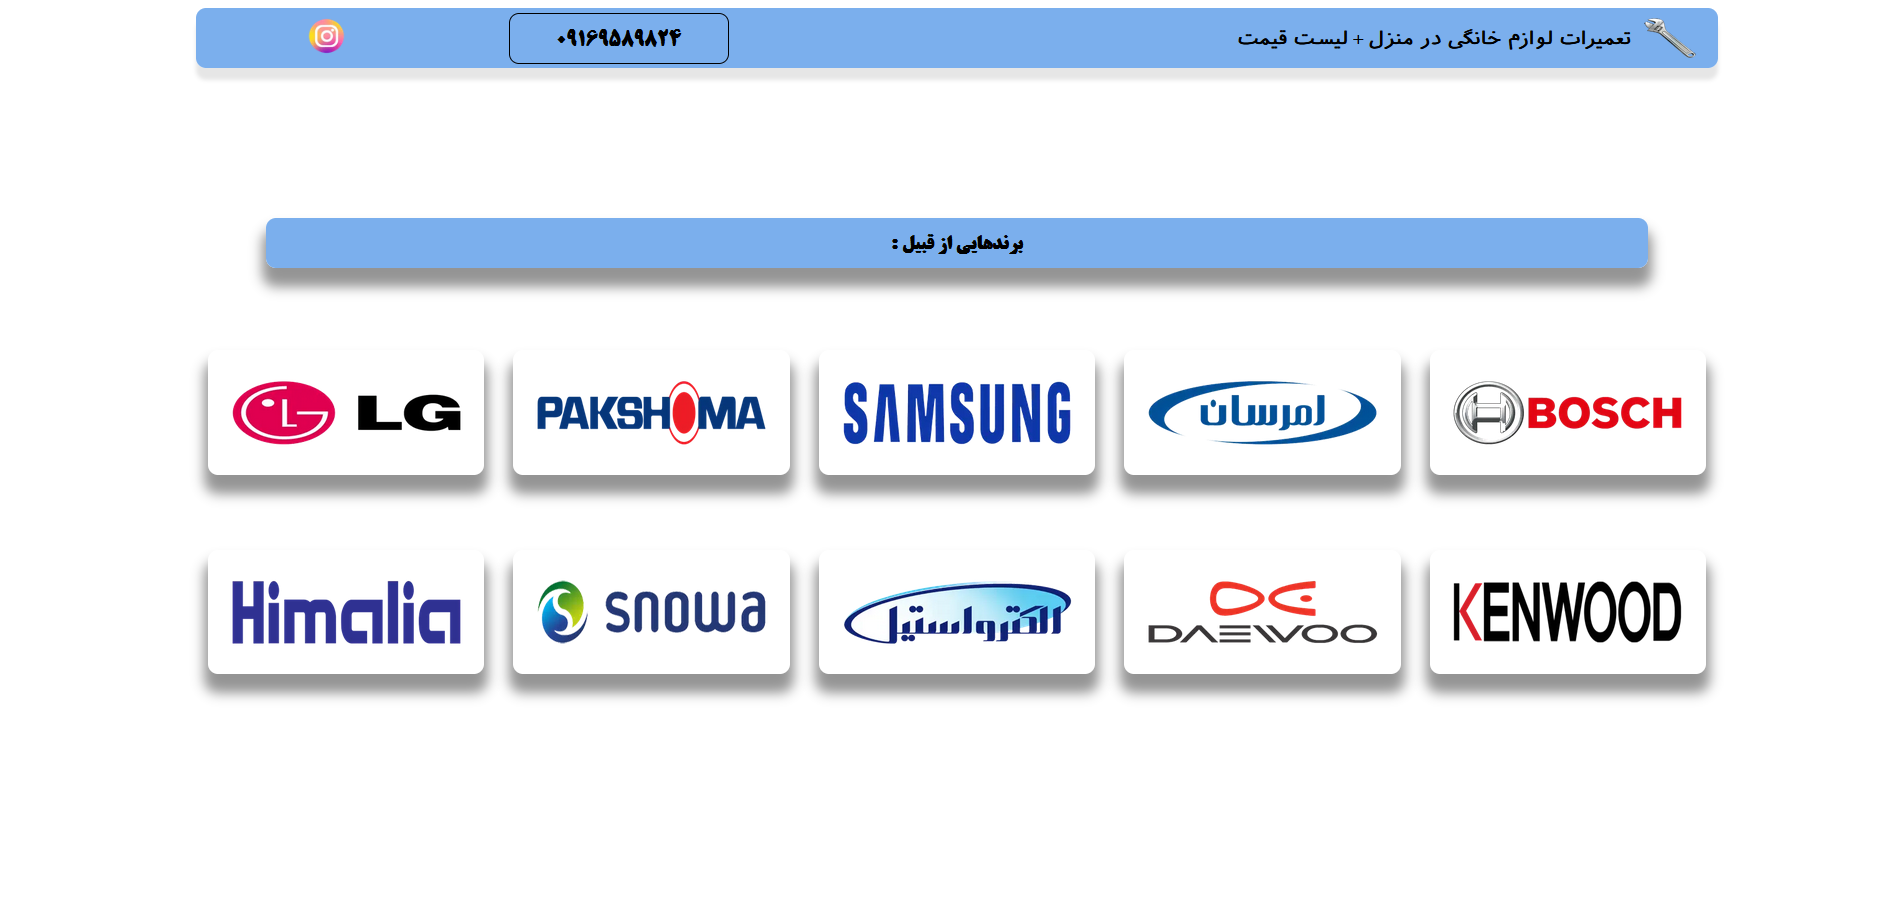 تعمیرات لوازم خانگی در منزل + لیست قیمت
۰۹۱۶۹۵۸۹۸۲۴
برندهایی از قبیل :
BOSCH
امرسان
SAMSUNG
PAKSHOMA
LG
KENWOOD
DAEWOO
الکترواستیل
snowa
Himalia